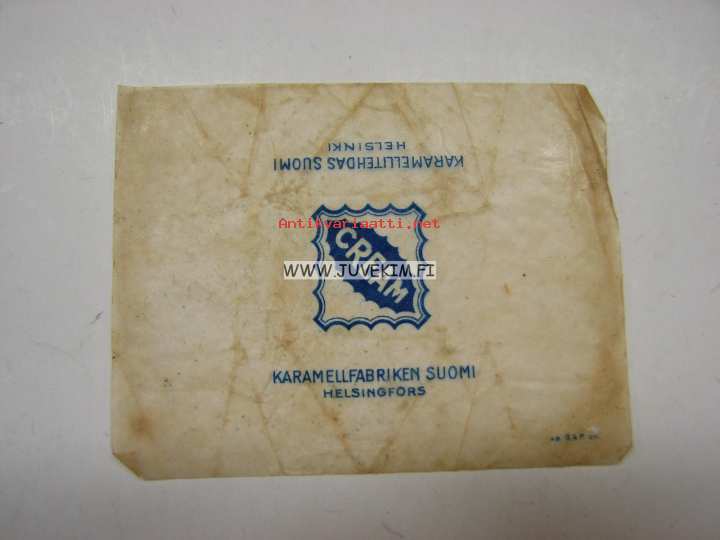 KARAMELLITEHDAS SUOMI
HELSINKI
Antikvariaatti.net
CREAM
WWW.JUVEKIM.FI
KARAMELLFABRIKEN SUOMI
HELSINGFORS